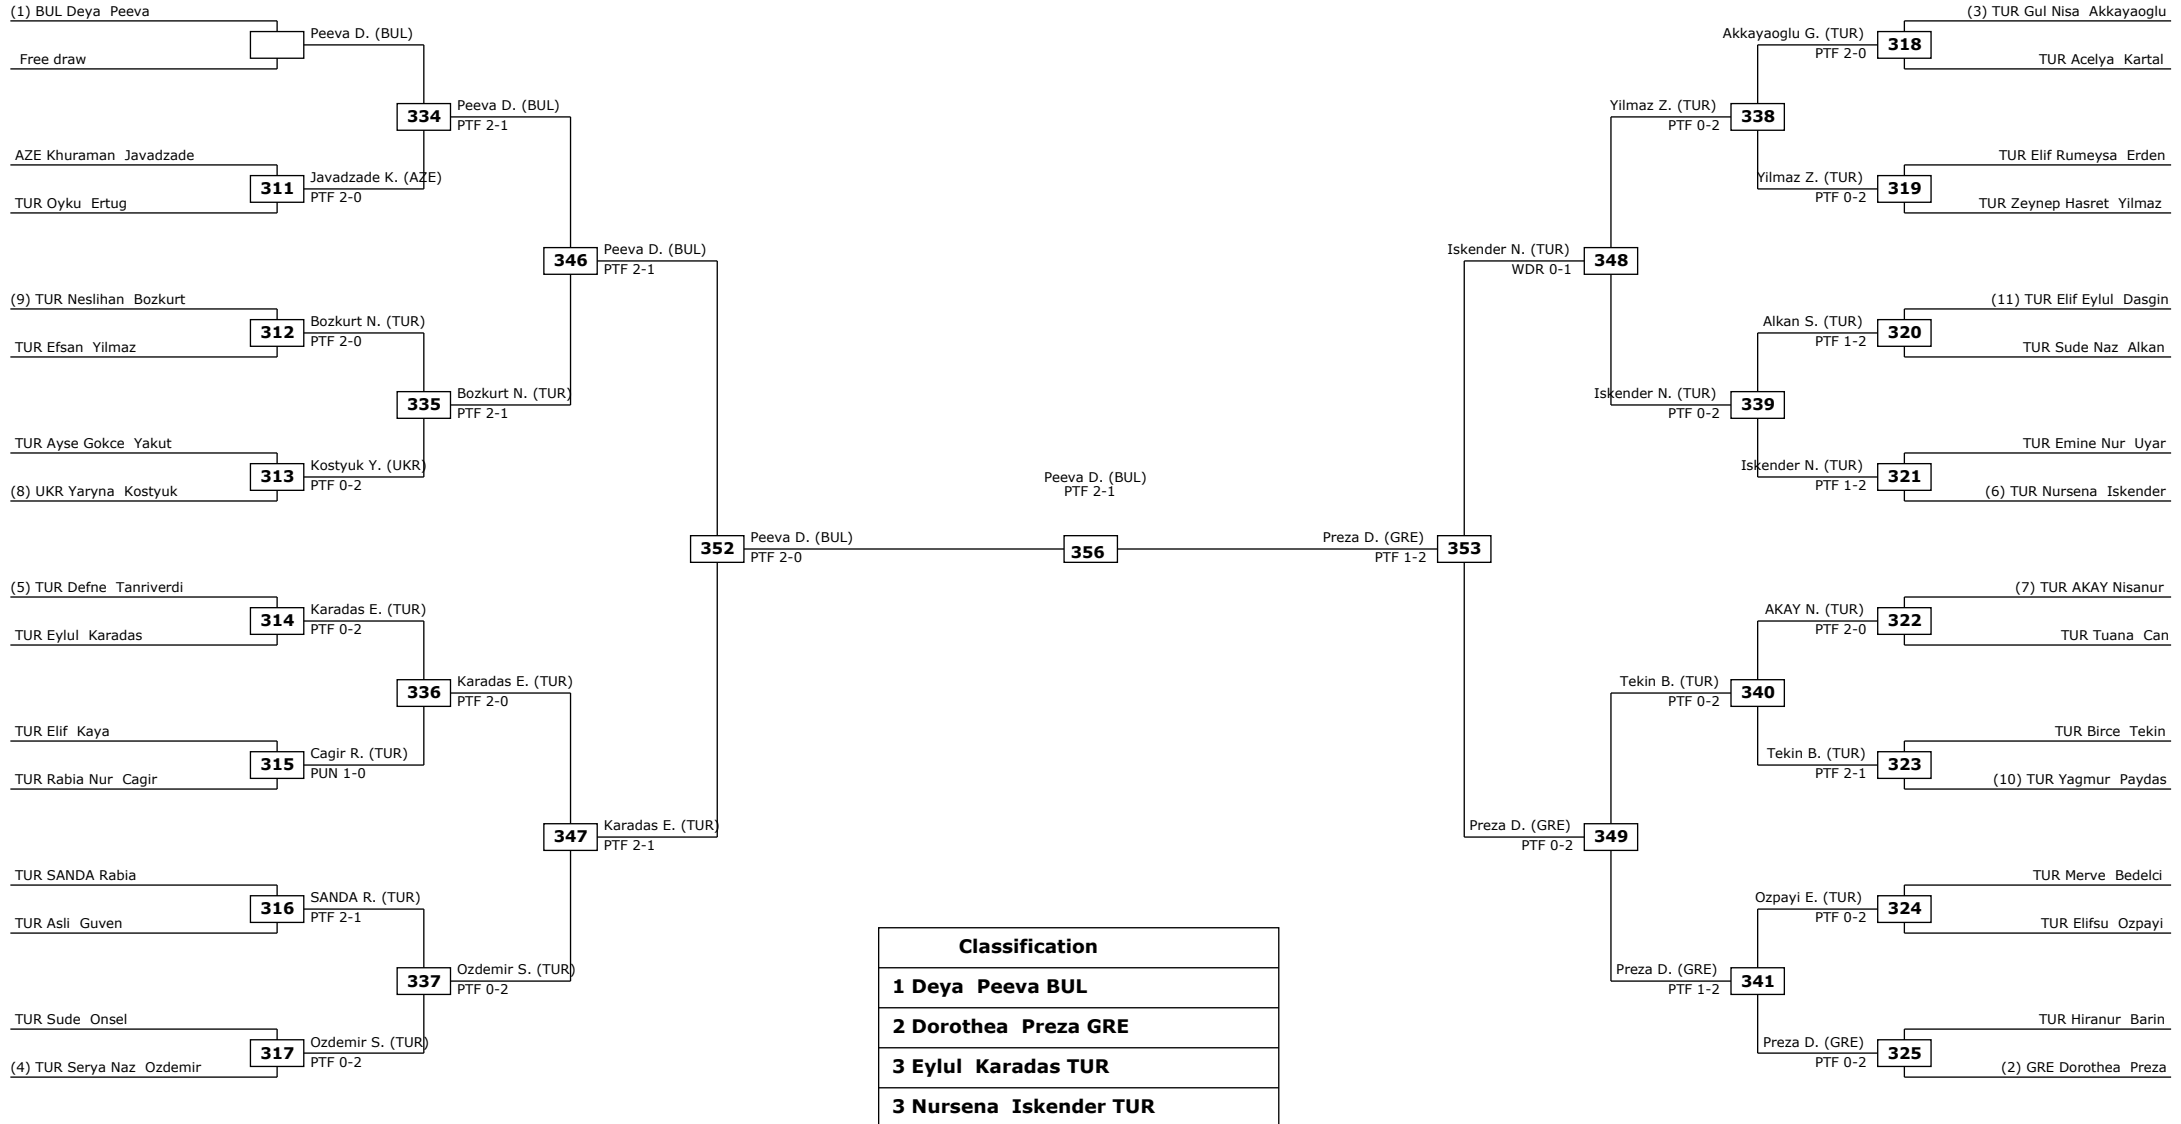 (1) BUL Deya  Peeva
Free draw
Peeva D. (BUL)
334
Peeva D. (BUL)
PTF 2-1
AZE Khuraman  Javadzade
311
Javadzade K. (AZE)
PTF 2-0
TUR Oyku  Ertug
346
Peeva D. (BUL)
PTF 2-1
(9) TUR Neslihan  Bozkurt
312
Bozkurt N. (TUR)
PTF 2-0
TUR Efsan  Yilmaz
335
Bozkurt N. (TUR)
PTF 2-1
TUR Ayse Gokce  Yakut
313
Kostyuk Y. (UKR)
PTF 0-2
(8) UKR Yaryna  Kostyuk
352
Peeva D. (BUL)
PTF 2-0
(5) TUR Defne  Tanriverdi
314
Karadas E. (TUR)
PTF 0-2
TUR Eylul  Karadas
336
Karadas E. (TUR)
PTF 2-0
TUR Elif  Kaya
315
Cagir R. (TUR)
PUN 1-0
TUR Rabia Nur  Cagir
347
Karadas E. (TUR)
PTF 2-1
TUR SANDA Rabia
316
SANDA R. (TUR)
PTF 2-1
TUR Asli  Guven
337
Ozdemir S. (TUR)
PTF 0-2
TUR Sude  Onsel
317
Ozdemir S. (TUR)
PTF 0-2
(4) TUR Serya Naz  Ozdemir
Peeva D. (BUL)
PTF 2-1
356
(3) TUR Gul Nisa  Akkayaoglu
Akkayaoglu G. (TUR)
PTF 2-0
318
TUR Acelya  Kartal
Yilmaz Z. (TUR)
PTF 0-2
338
TUR Elif Rumeysa  Erden
Yilmaz Z. (TUR)
PTF 0-2
319
TUR Zeynep Hasret  Yilmaz
Iskender N. (TUR)
WDR 0-1
348
(11) TUR Elif Eylul  Dasgin
Alkan S. (TUR)
PTF 1-2
320
TUR Sude Naz  Alkan
Iskender N. (TUR)
PTF 0-2
339
TUR Emine Nur  Uyar
Iskender N. (TUR)
PTF 1-2
321
(6) TUR Nursena  Iskender
Preza D. (GRE)
PTF 1-2
353
(7) TUR AKAY Nisanur
AKAY N. (TUR)
PTF 2-0
322
TUR Tuana  Can
Tekin B. (TUR)
PTF 0-2
340
TUR Birce  Tekin
Tekin B. (TUR)
PTF 2-1
323
(10) TUR Yagmur  Paydas
Preza D. (GRE)
PTF 0-2
349
TUR Merve  Bedelci
Ozpayi E. (TUR)
PTF 0-2
324
TUR Elifsu  Ozpayi
Preza D. (GRE)
PTF 1-2
341
TUR Hiranur  Barin
Preza D. (GRE)
PTF 0-2
325
(2) GRE Dorothea  Preza
Classification
1 Deya  Peeva BUL
2 Dorothea  Preza GRE
3 Eylul  Karadas TUR
3 Nursena  Iskender TUR